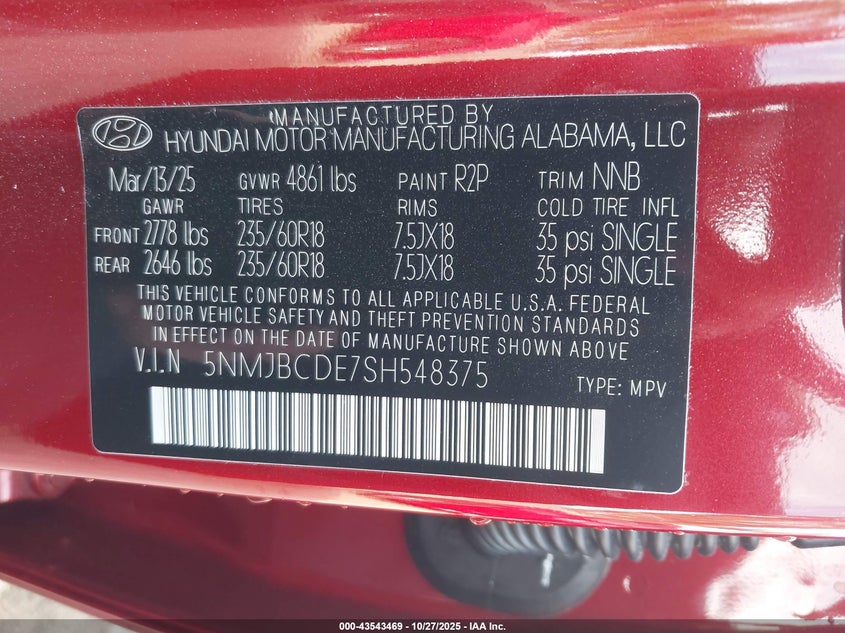 MANUFACTURED BY
HYUNDAI MOTOR MANUFACTURING ALABAMA, LLC
Mar/13/25 GVWR 4861 lbs PAINT R2P TRIM NNB
GAWR TIRES RIMS COLD TIRE INFL
FRONT 2778 lbs 235/60R18 7.5JX18 35 psi SINGLE
REAR 2646 lbs 235/60R18 7.5JX18 35 psi SINGLE
THIS VEHICLE CONFORMS TO ALL APPLICABLE U.S.A. FEDERAL
MOTOR VEHICLE SAFETY AND THEFT PREVENTION STANDARDS
IN EFFECT ON THE DATE OF MANUFACTURE SHOWN ABOVE
V.I.N 5NMJBCDE7SH548375
TYPE: MPV
000-43543469 - 10/27/2025 - IAA Inc.